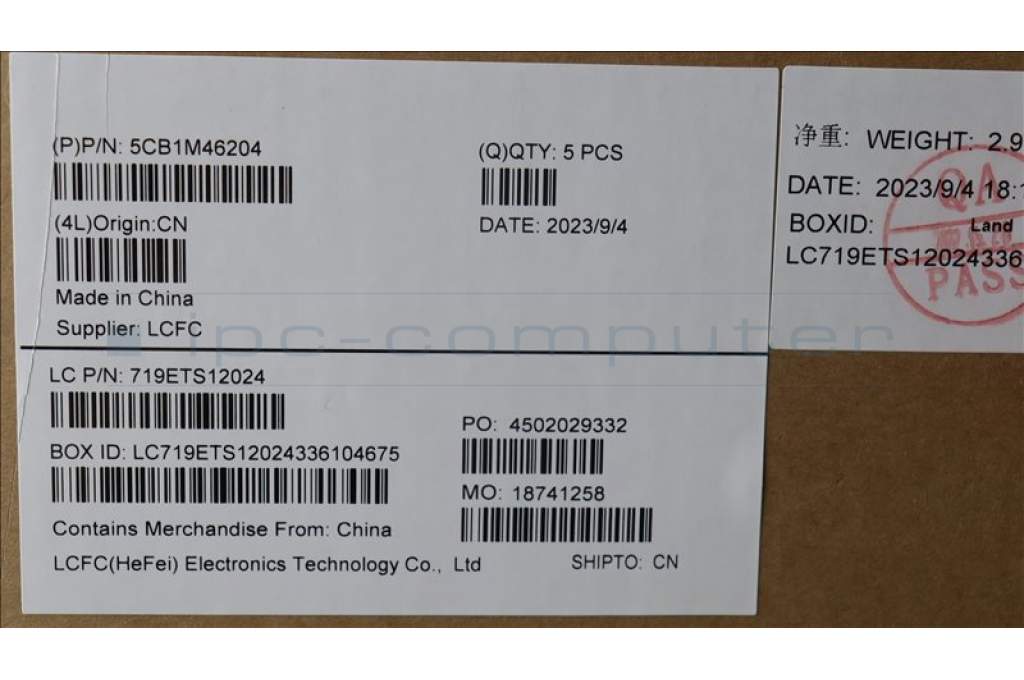 (P)P/N: 5CB1M46204
(Q)QTY: 5 PCS
(4L)Origin:CN
DATE: 2023/9/4
Made in China
Supplier: LCFC
LC P/N: 719ETS12024
PO: 4502029332
BOX ID: LC719ETS12024336104675
MO: 18741258
Contains Merchandise From: China
LCFC(HeFei) Electronics Technology Co., Ltd
SHIPTO: CN
净重: WEIGHT: 2.9
DATE: 2023/9/4 18:1
BOXID: Land
LC719ETS12024336
QA
PASS
ipc-computer